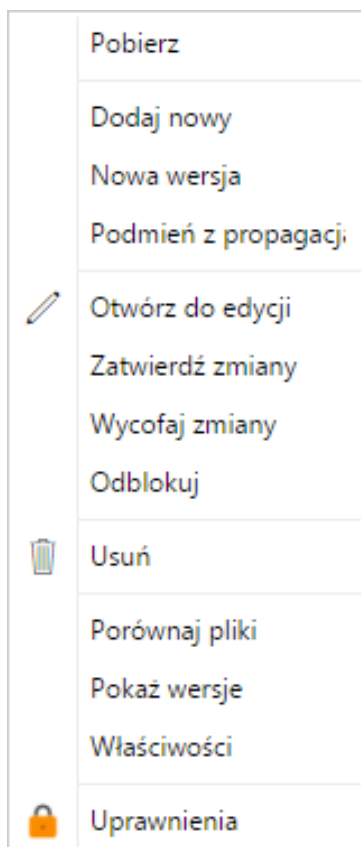 Pobierz
Dodaj nowy
Nowa wersja
Podmień z propagacj
Otwórz do edycji
Zatwierdź zmiany
Wycofaj zmiany
Odblokuj
Usuń
Porównaj pliki
Pokaż wersje
Właściwości
Uprawnienia